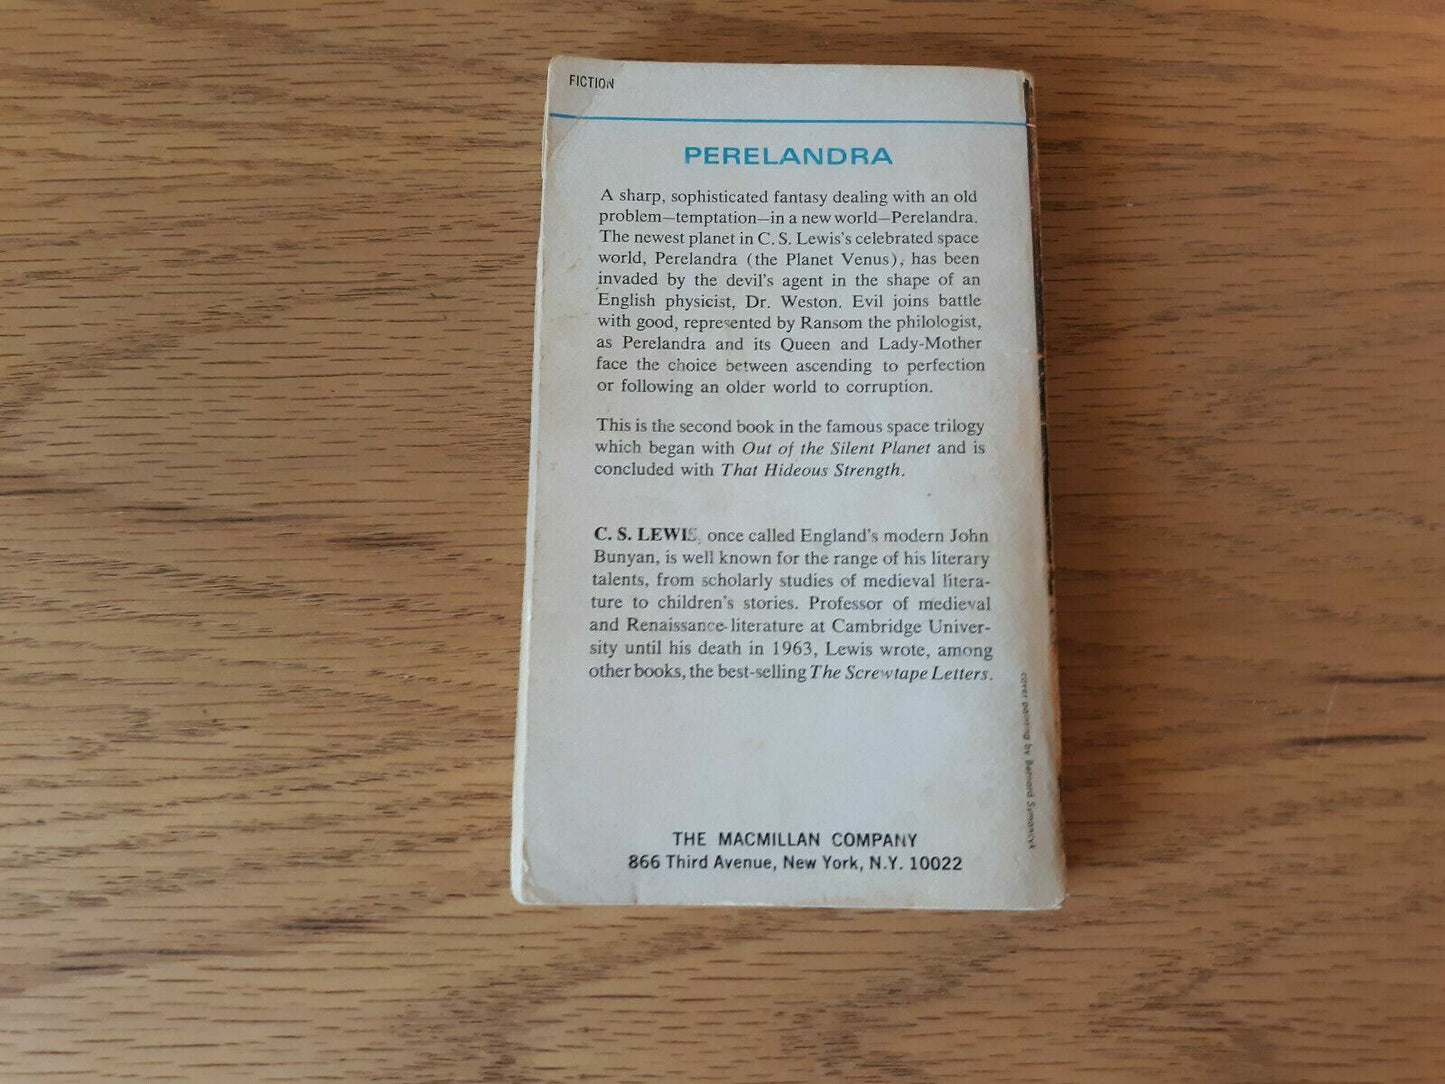 FICTION
PERELANDRA
A sharp, sophisticated fantasy dealing with an old
problem—temptation—in a new world—Perelandra.
The newest planet in C. S. Lewis's celebrated space
world, Perelandra (the Planet Venus), has been
invaded by the devil's agent in the shape of an
English physicist, Dr. Weston. Evil joins battle
with good, represented by Ransom the philologist,
as Perelandra and its Queen and Lady-Mother
face the choice between ascending to perfection
or following an older world to corruption.
This is the second book in the famous space trilogy
which began with Out of the Silent Planet and is
concluded with That Hideous Strength.
C. S. LEWIS, once called England's modern John
Bunyan, is well known for the range of his literary
talents, from scholarly studies of medieval litera-
ture to children's stories. Professor of medieval
and Renaissance literature at Cambridge Univer-
sity until his death in 1963, Lewis wrote, among
other books, the best-selling The Screwtape Letters.
cover painting by Bernard Symancyk
THE MACMILLAN COMPANY
866 Third Avenue, New York, N.Y. 10022